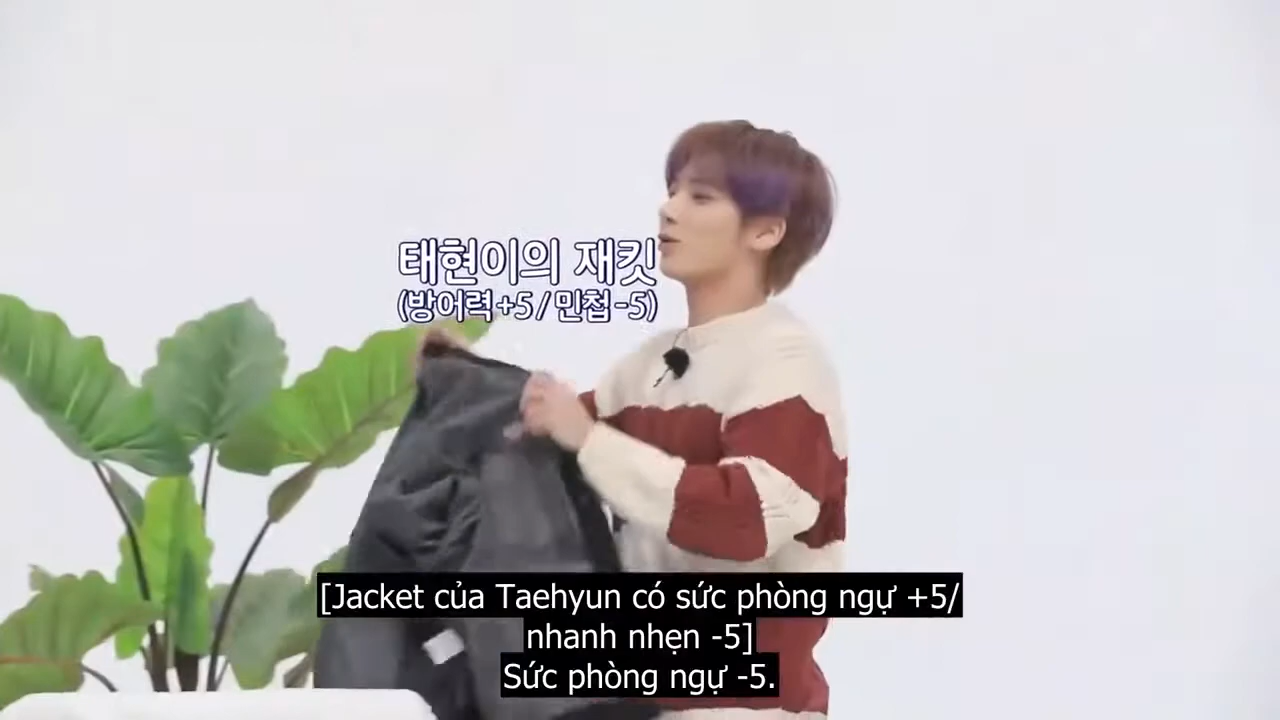 태현이의 재킷
(방어력+5/민첩-5)
[Jacket của Taehyun có sức phòng ngự +5/
nhanh nhẹn -5]
Sức phòng ngự -5.